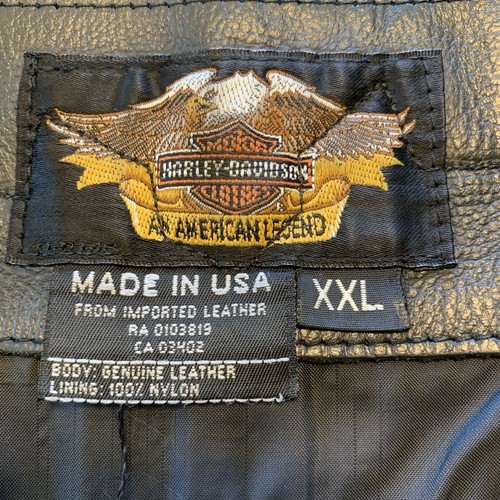 MOTOR
HARLEY-DAVIDSON
CYCLES
AN AMERICAN LEGEND
MADE IN USA
XXL
FROM IMPORTED LEATHER
RA 0103819
CA 03402
BODY: GENUINE LEATHER
LINING: 100% NYLON